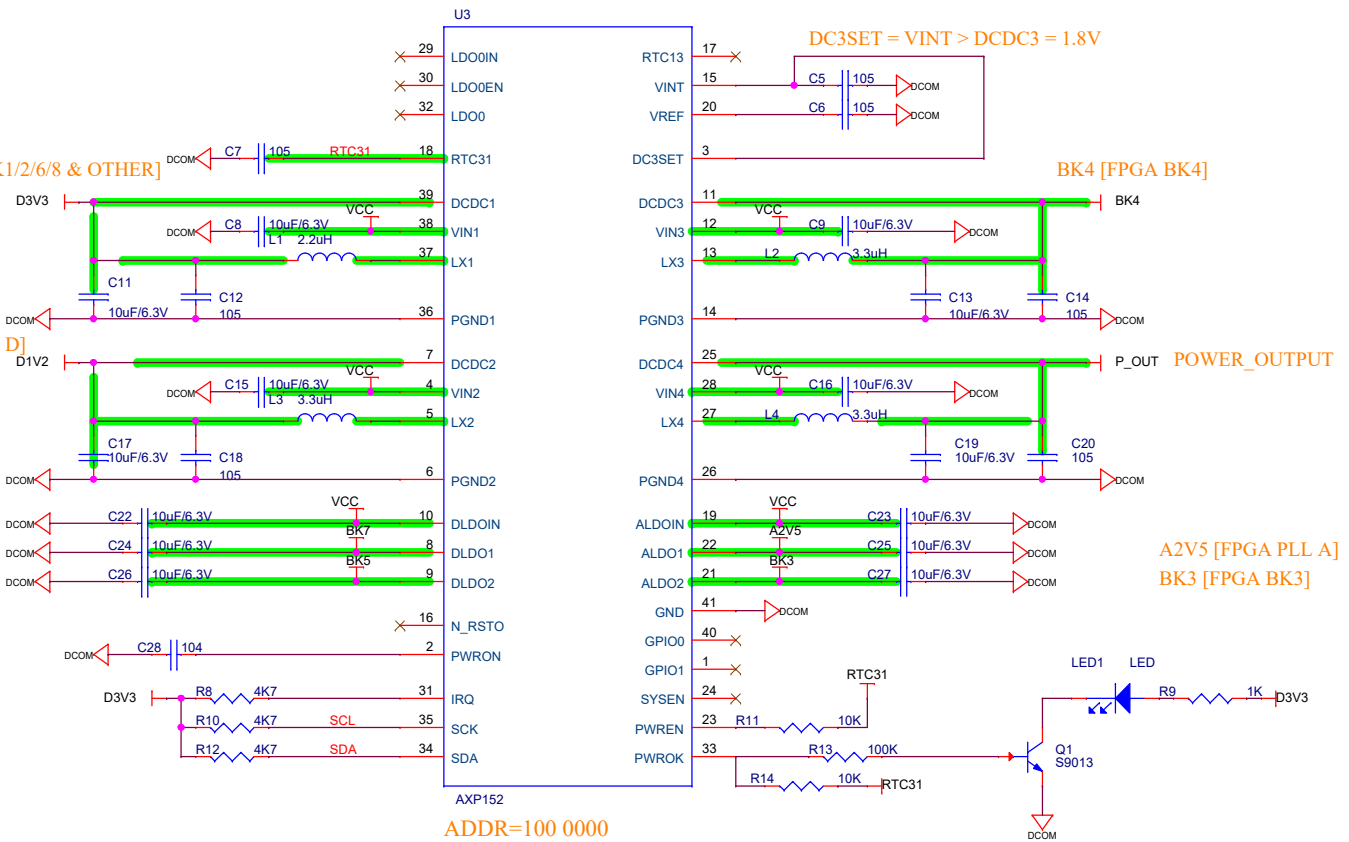 U3
DC3SET = VINT > DCDC3 = 1.8V
29 LDO0IN
RTC13 17
30 LDO0EN
VINT 15 C5 105 DCOM
32 LDO0
VREF 20 C6 105 DCOM
DCOM C7 105 RTC31 18 RTC31
DC3SET 3
K1/2/6/8 & OTHER]
BK4 [FPGA BK4]
D3V3 39 DCDC1
DCDC3 11 BK4
DCOM C8 10uF/6.3V VCC 38 VIN1
VIN3 12 VCC C9 10uF/6.3V DCOM
L1 2.2uH 37 LX1
LX3 13 L2 3.3uH
C11 10uF/6.3V C12 105
C13 10uF/6.3V C14 105
DCOM 36 PGND1
PGND3 14 DCOM
D]
D1V2 7 DCDC2
DCDC4 25 P_OUT POWER_OUTPUT
DCOM C15 10uF/6.3V VCC 4 VIN2
VIN4 28 VCC C16 10uF/6.3V DCOM
L3 3.3uH 5 LX2
LX4 27 L4 3.3uH
C17 10uF/6.3V C18 105
C19 10uF/6.3V C20 105
DCOM 6 PGND2
PGND4 26 DCOM
DCOM C22 10uF/6.3V VCC 10 DLDOIN
ALDOIN 19 VCC C23 10uF/6.3V DCOM
DCOM C24 10uF/6.3V BK7 8 DLDO1
ALDO1 22 A2V5 C25 10uF/6.3V DCOM
A2V5 [FPGA PLL A]
DCOM C26 10uF/6.3V BK5 9 DLDO2
ALDO2 21 BK3 C27 10uF/6.3V DCOM
BK3 [FPGA BK3]
GND 41 DCOM
16 N_RSTO
GPIO0 40
DCOM C28 104 2 PWRON
GPIO1 1
D3V3 R8 4K7 31 IRQ
SYSEN 24
RTC31
LED1 LED R9 1K D3V3
R10 4K7 SCL 35 SCK
PWREN 23 R11 10K
R12 4K7 SDA 34 SDA
PWROK 33 R13 100K
Q1
S9013
R14 10K RTC31
AXP152
ADDR=100 0000
DCOM